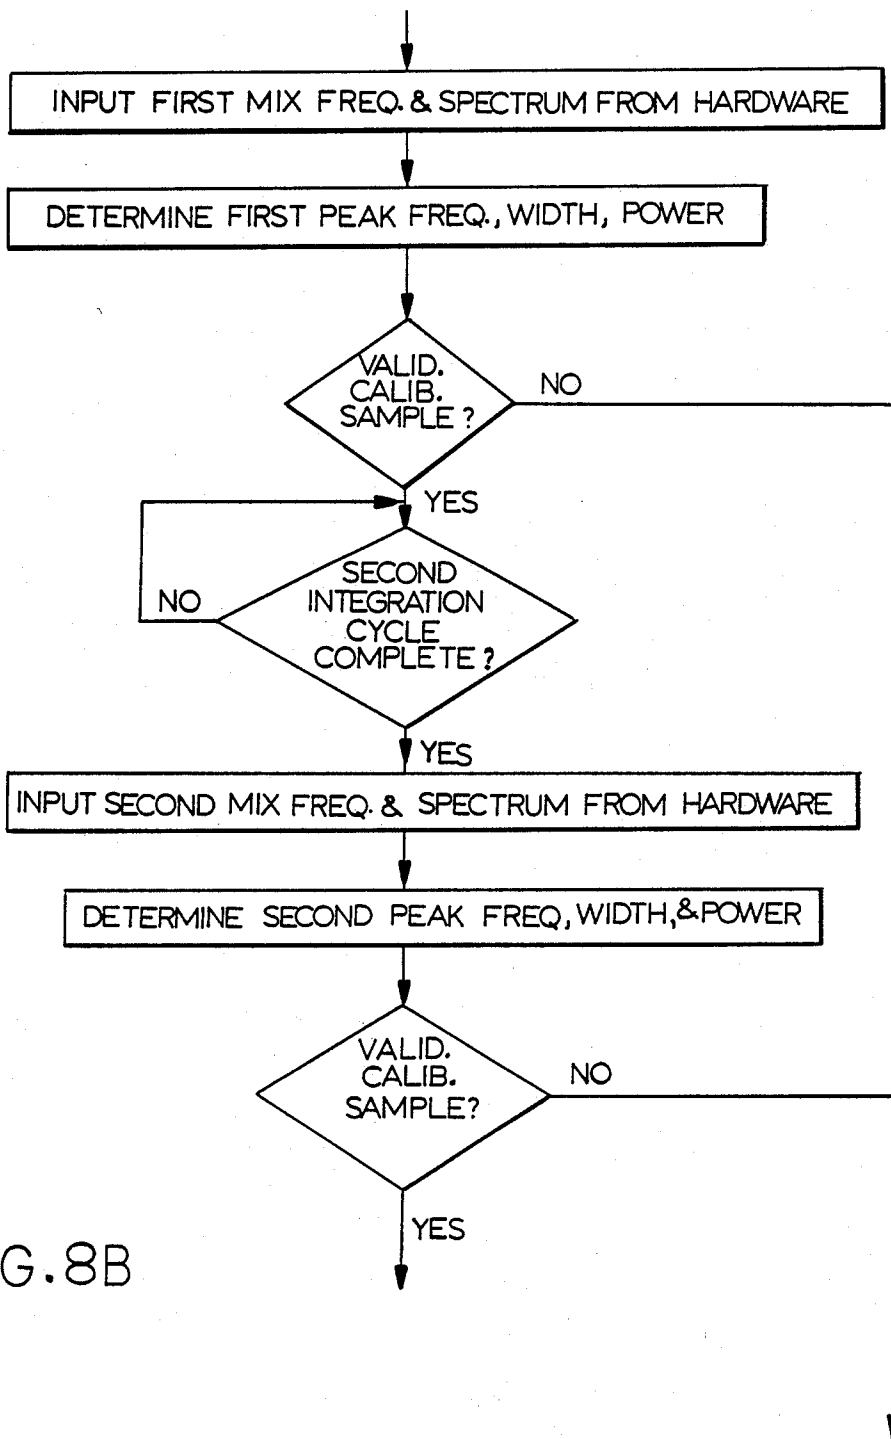 INPUT FIRST MIX FREQ. & SPECTRUM FROM HARDWARE
DETERMINE FIRST PEAK FREQ., WIDTH, POWER
VALID.
CALIB.
SAMPLE?
NO
YES
SECOND
INTEGRATION
CYCLE
COMPLETE?
NO
YES
INPUT SECOND MIX FREQ. & SPECTRUM FROM HARDWARE
DETERMINE SECOND PEAK FREQ, WIDTH, & POWER
VALID.
CALIB.
SAMPLE?
NO
YES
G.8B